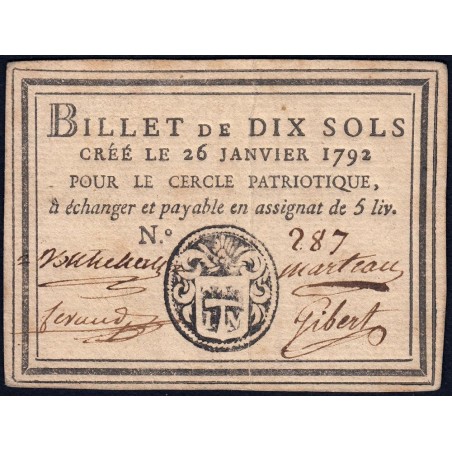 BILLET DE DIX SOLS
CRÉÉ LE 26 JANVIER 1792
POUR LE CERCLE PATRIOTIQUE,
à échanger et payable en assignat de 5 liv.
N.° 287
Marteau
feraud Gibert